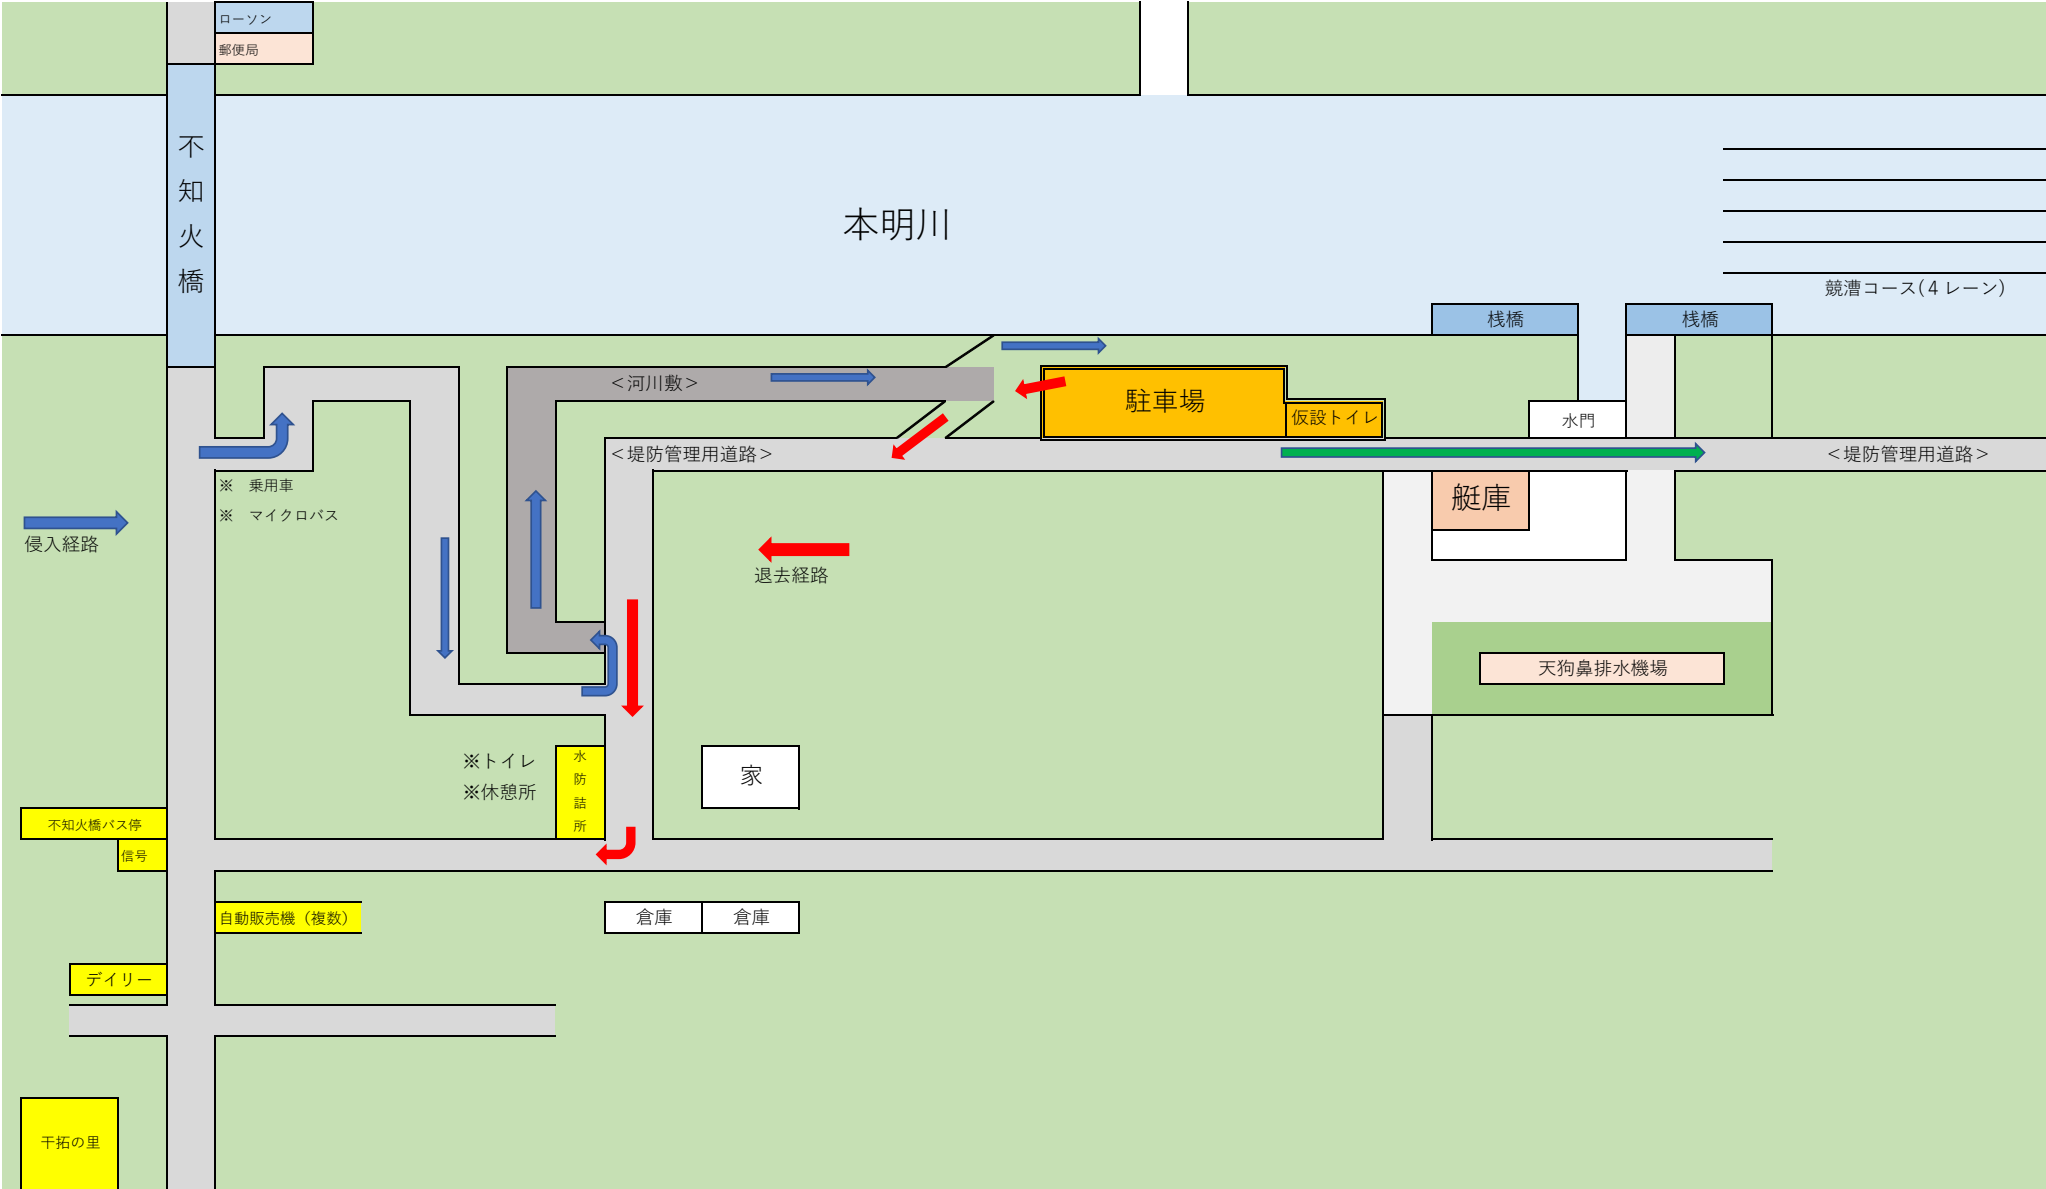 ローソン
郵便局
不知火橋
本明川
競漕コース(4レーン)
桟橋
桟橋
<河川敷>
駐車場
仮設トイレ
水門
<堤防管理用道路>
<堤防管理用道路>
※ 乗用車
※ マイクロバス
艇庫
侵入経路
退去経路
天狗鼻排水機場
※トイレ
※休憩所
水防詰所
家
不知火橋バス停
信号
自動販売機（複数）
倉庫
倉庫
デイリー
干拓の里